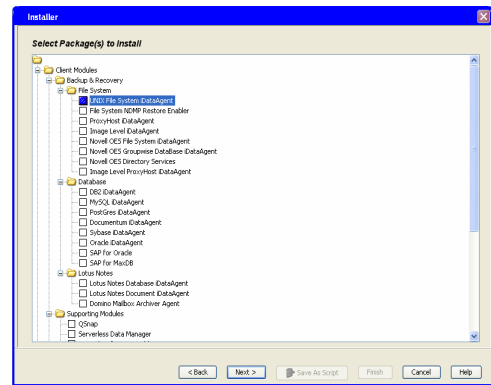 Installer
Select Package(s) to Install
Client Modules
Backup & Recovery
File System
UNIX File System iDataAgent
File System NDMP Restore Enabler
ProxyHost iDataAgent
Image Level iDataAgent
Novell OES File System iDataAgent
Novell OES Groupwise DataBase iDataAgent
Novell OES Directory Services
Image Level ProxyHost iDataAgent
Database
DB2 iDataAgent
MySQL iDataAgent
PostGres iDataAgent
Documentum iDataAgent
Sybase iDataAgent
Oracle iDataAgent
SAP for Oracle
SAP for MaxDB
Lotus Notes
Lotus Notes Database iDataAgent
Lotus Notes Document iDataAgent
Domino Mailbox Archiver Agent
Supporting Modules
QSnap
Serverless Data Manager
< Back Next > Save As Script Finish Cancel Help